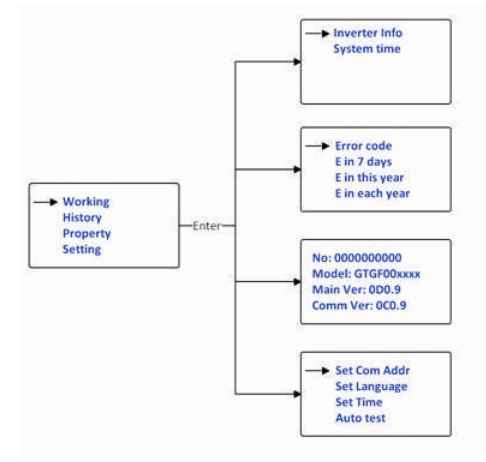 Inverter Info
System time
Error code
E in 7 days
E in this year
E in each year
Working
History
Property
Setting
Enter
No: 0000000000
Model: GTGF00xxxx
Main Ver: 0D0.9
Comm Ver: 0C0.9
Set Com Addr
Set Language
Set Time
Auto test